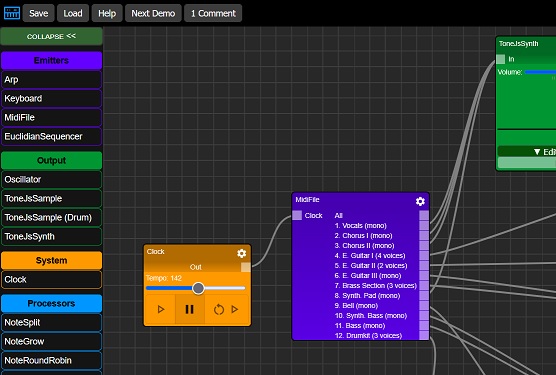 Save Load Help Next Demo 1 Comment
COLLAPSE <<
Emitters
Arp
Keyboard
MidiFile
EuclidianSequencer
Output
Oscillator
ToneJsSample
ToneJsSample (Drum)
ToneJsSynth
System
Clock
Processors
NoteSplit
NoteGrow
NoteRoundRobin
Clock
Out
Tempo: 142
MidiFile
Clock
All
1. Vocals (mono)
2. Chorus I (mono)
3. Chorus II (mono)
4. E. Guitar I (4 voices)
5. E. Guitar II (2 voices)
6. E. Guitar III (mono)
7. Brass Section (3 voices)
8. Synth. Pad (mono)
9. Bell (mono)
10. Synth. Bass (mono)
11. Bass (mono)
12. Drumkit (3 voices)
ToneJsSynth
In
Volume:
▼ Edi